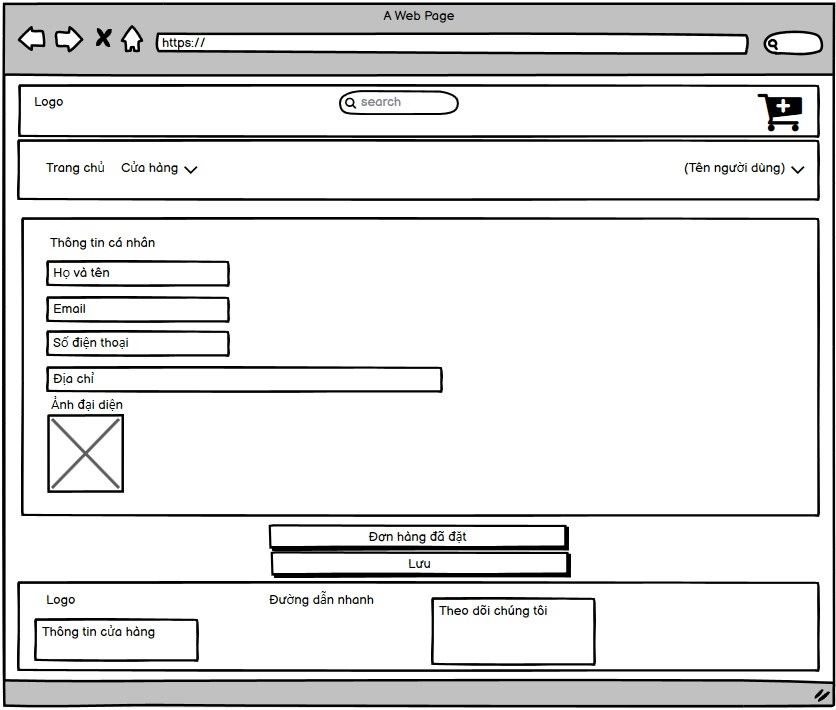 A Web Page
https://
Logo
search
Trang chủ
Cửa hàng
(Tên người dùng)
Thông tin cá nhân
Họ và tên
Email
Số điện thoại
Địa chỉ
Ảnh đại diện
Đơn hàng đã đặt
Lưu
Logo
Đường dẫn nhanh
Theo dõi chúng tôi
Thông tin cửa hàng